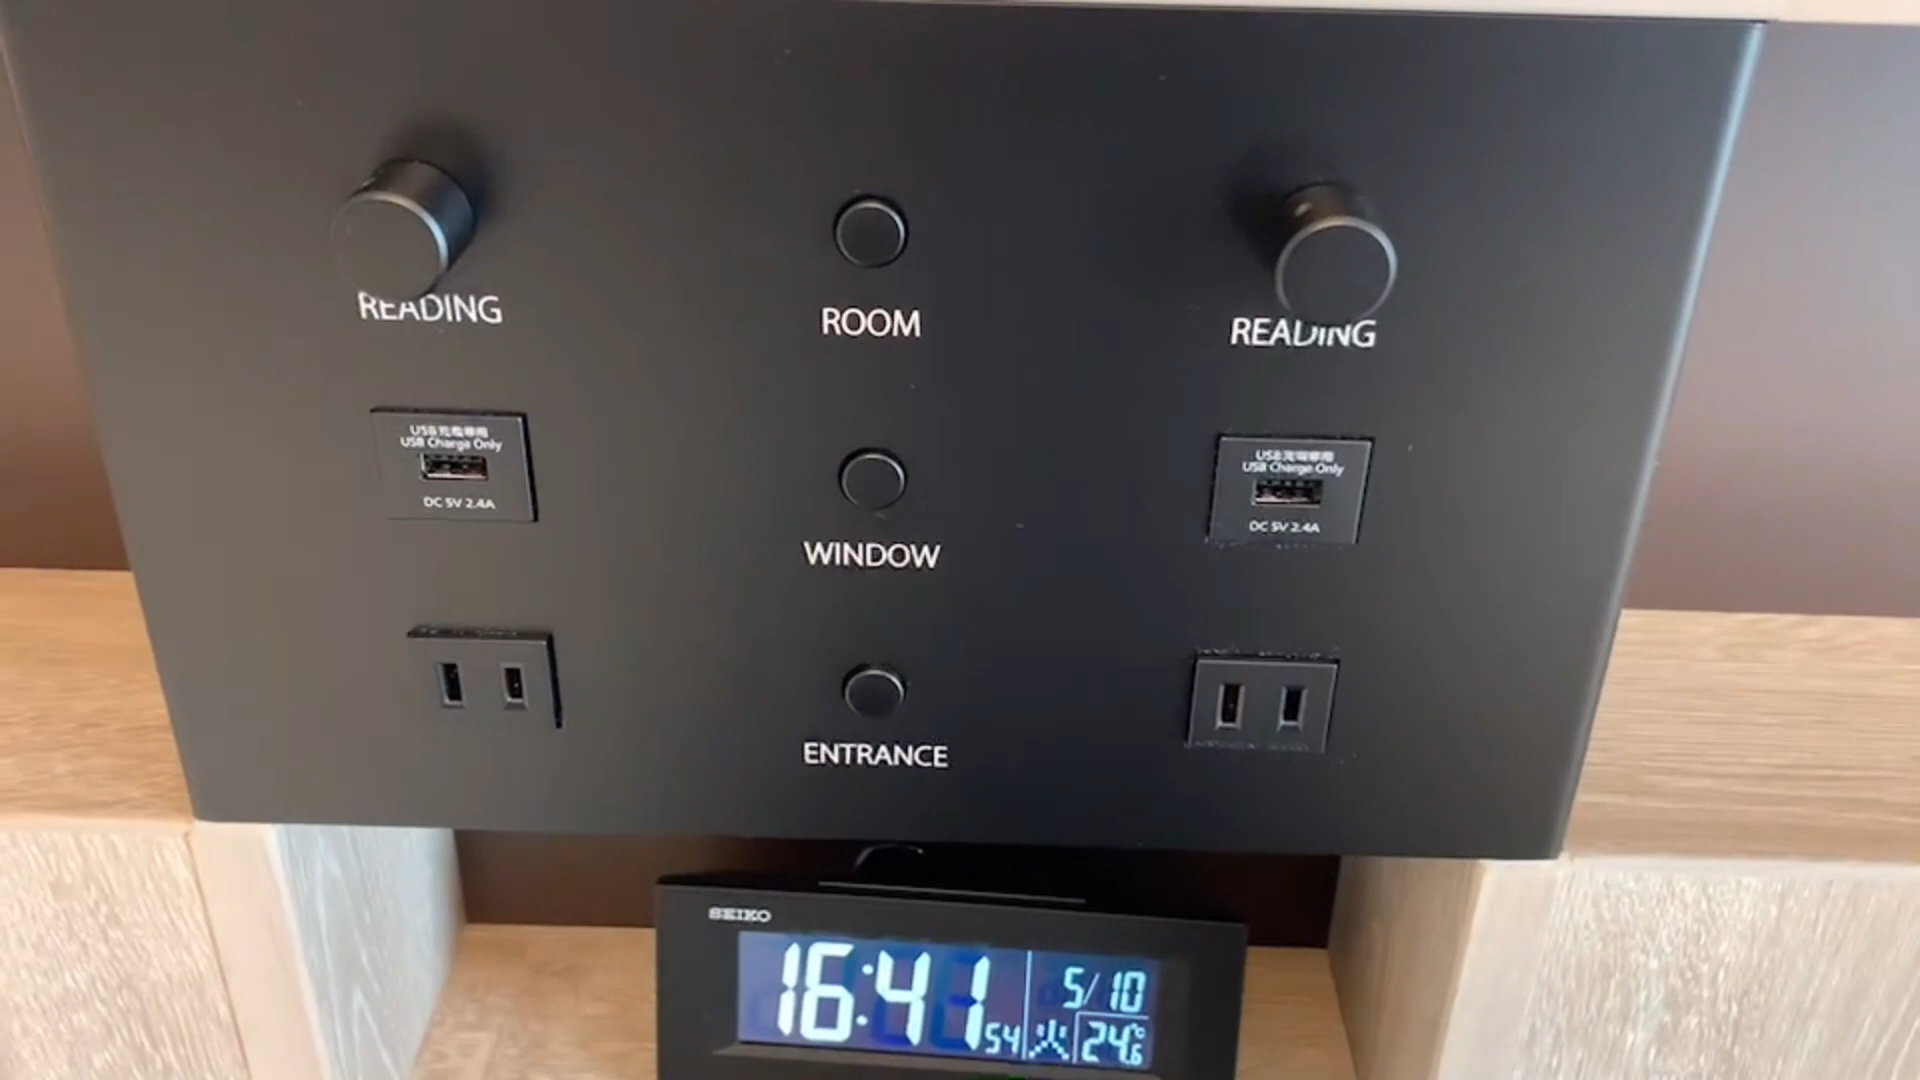 READING
ROOM
READING
USB充電専用
USB Charge Only
DC 5V 2.4A
USB充電専用
USB Charge Only
DC 5V 2.4A
WINDOW
ENTRANCE
SEIKO
16:41 54
5/10
火 24.6°C